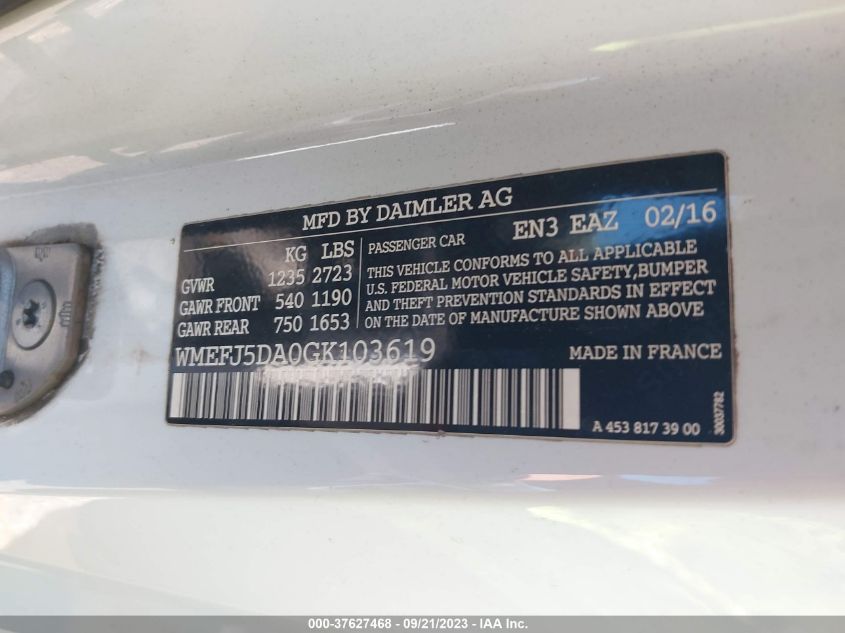 MFD BY DAIMLER AG
EN3 EAZ 02/16
KG LBS
GVWR 1235 2723
GAWR FRONT 540 1190
GAWR REAR 750 1653
PASSENGER CAR
THIS VEHICLE CONFORMS TO ALL APPLICABLE
U.S. FEDERAL MOTOR VEHICLE SAFETY,BUMPER
AND THEFT PREVENTION STANDARDS IN EFFECT
ON THE DATE OF MANUFACTURE SHOWN ABOVE
WMEFJ5DA0GK103619
MADE IN FRANCE
A 453 817 39 00
30037782
000-37627468 - 09/21/2023 - IAA Inc.